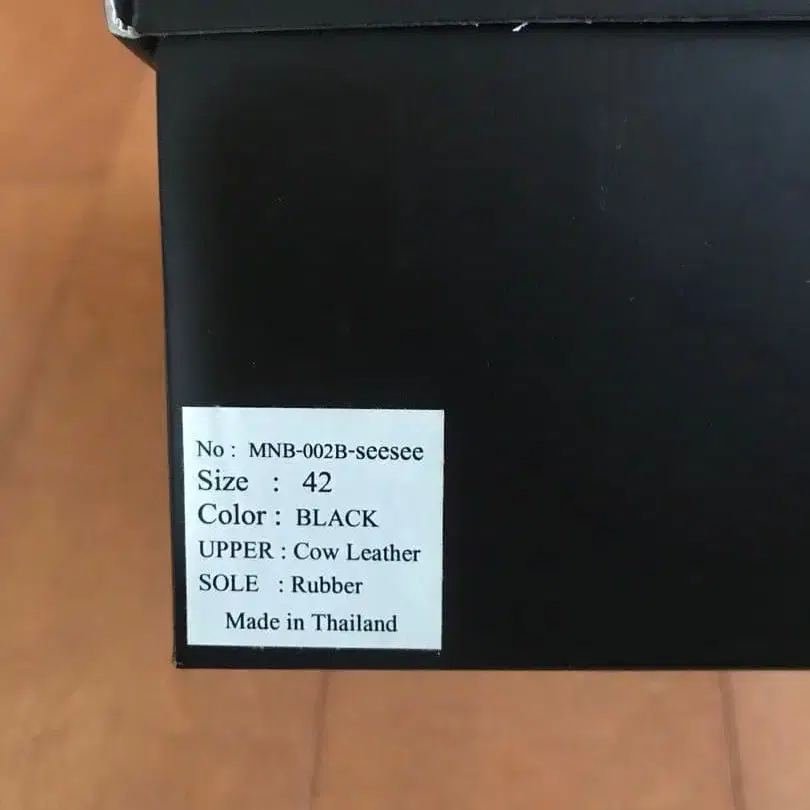 No : MNB-002B-seesee
Size : 42
Color : BLACK
UPPER : Cow Leather
SOLE : Rubber
Made in Thailand